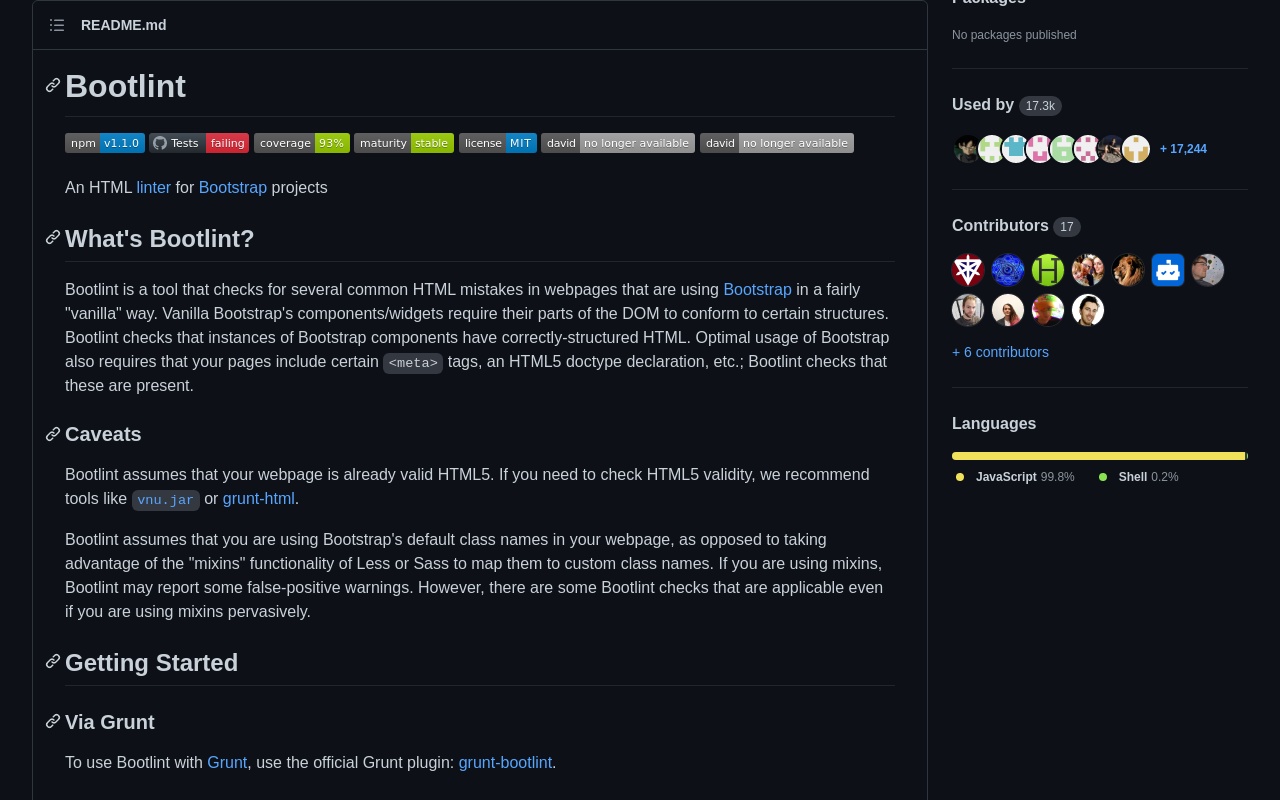 README.md
Bootlint
npm v1.1.0 Tests failing coverage 93% maturity stable license MIT david no longer available david no longer available
An HTML linter for Bootstrap projects
What's Bootlint?
Bootlint is a tool that checks for several common HTML mistakes in webpages that are using Bootstrap in a fairly
"vanilla" way. Vanilla Bootstrap's components/widgets require their parts of the DOM to conform to certain structures.
Bootlint checks that instances of Bootstrap components have correctly-structured HTML. Optimal usage of Bootstrap
also requires that your pages include certain <meta> tags, an HTML5 doctype declaration, etc.; Bootlint checks that
these are present.
Caveats
Bootlint assumes that your webpage is already valid HTML5. If you need to check HTML5 validity, we recommend
tools like vnu.jar or grunt-html.
Bootlint assumes that you are using Bootstrap's default class names in your webpage, as opposed to taking
advantage of the "mixins" functionality of Less or Sass to map them to custom class names. If you are using mixins,
Bootlint may report some false-positive warnings. However, there are some Bootlint checks that are applicable even
if you are using mixins pervasively.
Getting Started
Via Grunt
To use Bootlint with Grunt, use the official Grunt plugin: grunt-bootlint.
Packages
No packages published
Used by 17.3k
+ 17,244
Contributors 17
+ 6 contributors
Languages
JavaScript 99.8% Shell 0.2%